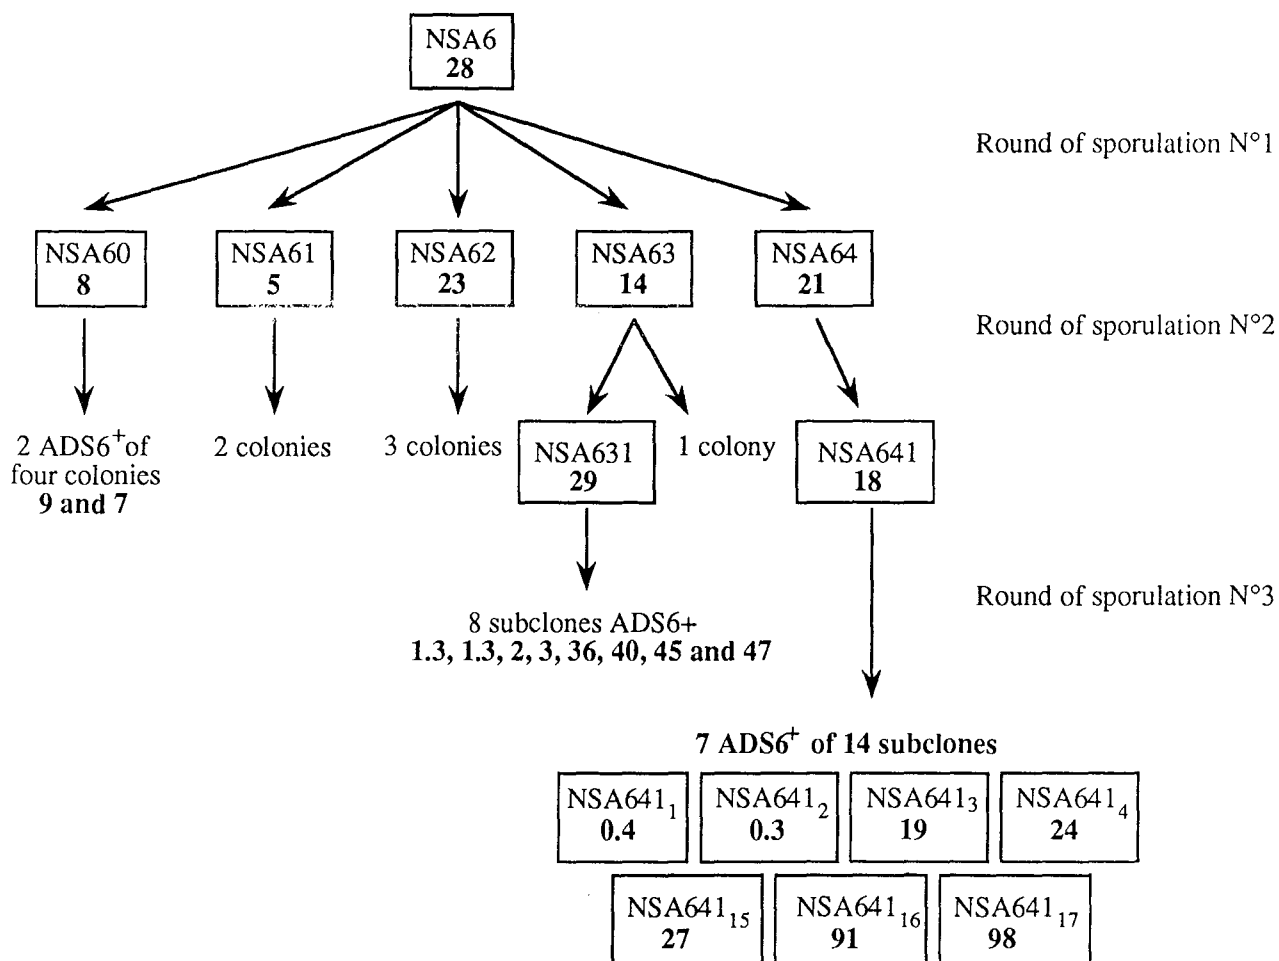 NSA6
28
Round of sporulation N°1
NSA60
8
NSA61
5
NSA62
23
NSA63
14
NSA64
21
Round of sporulation N°2
2 ADS6⁺ of
four colonies
9 and 7
2 colonies
3 colonies
NSA631
29
1 colony
NSA641
18
Round of sporulation N°3
8 subclones ADS6+
1.3, 1.3, 2, 3, 36, 40, 45 and 47
7 ADS6⁺ of 14 subclones
NSA641₁
0.4
NSA641₂
0.3
NSA641₃
19
NSA641₄
24
NSA641₁₅
27
NSA641₁₆
91
NSA641₁₇
98